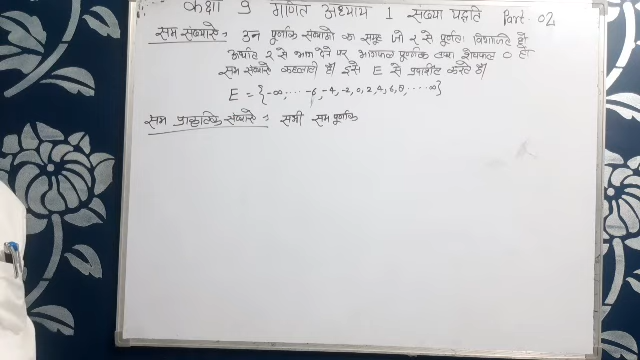 कक्षा 9 गणित अध्याय 1 संख्या पद्धति Part - 02
सम संख्याएँ :- उन पूर्णांक संख्याओं का समूह जो 2 से पूर्णतः विभाजित हो
अर्थात 2 से भाग देने पर भागफल पूर्णांक तथा शेषफल 0 हो
सम संख्याएँ कहलाती हैं। इसे E से प्रदर्शित करते हैं।
E = {-∞, .... -6, -4, -2, 0, 2, 4, 6, 8, .... ∞}
सम प्राकृतिक संख्याएँ :- सभी सम पूर्णांक